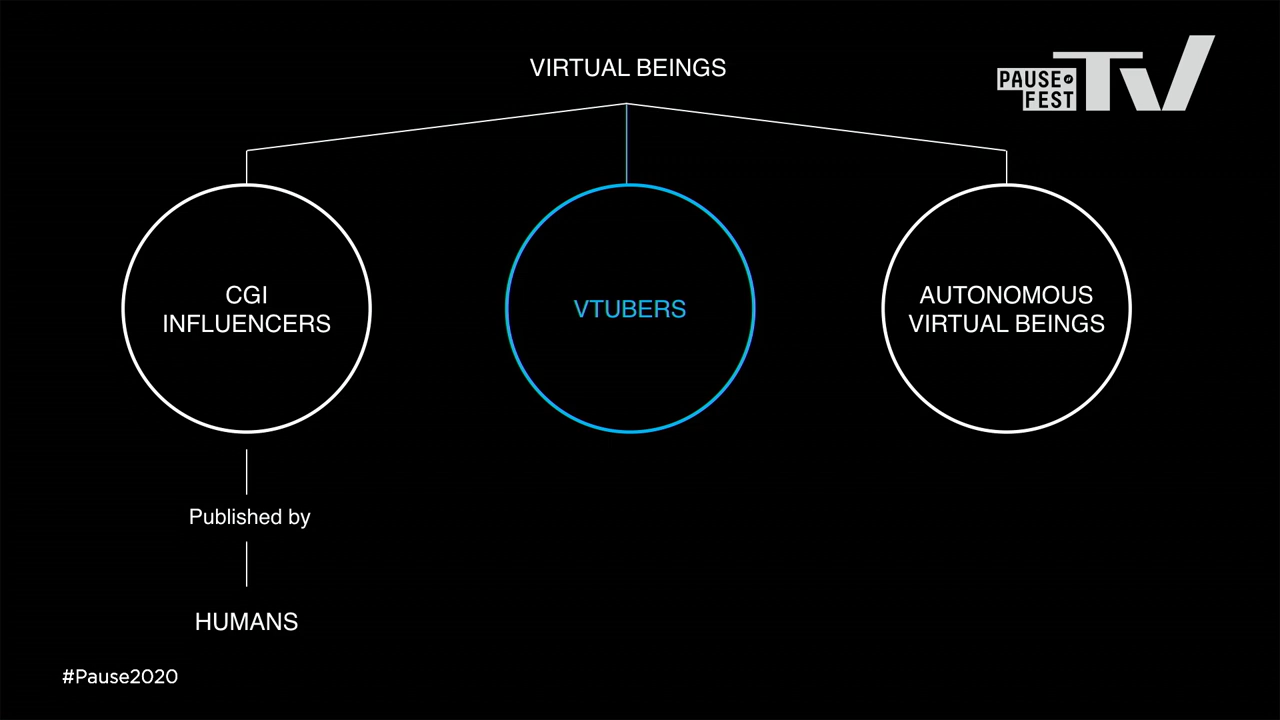 VIRTUAL BEINGS
PAUSE
FEST
TV
CGI
INFLUENCERS
VTUBERS
AUTONOMOUS
VIRTUAL BEINGS
Published by
HUMANS
#Pause2020